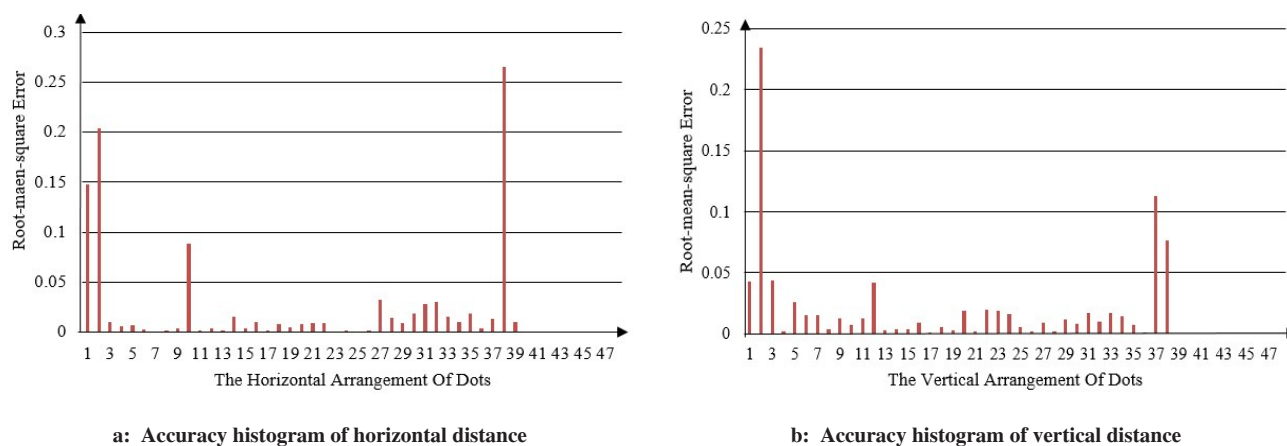 0.3
0.25
0.2
0.15
0.1
0.05
0
Root-maen-square Error
1 3 5 7 9 11 13 15 17 19 21 23 25 27 29 31 33 35 37 39 41 43 45 47
The Horizontal Arrangement Of Dots
a: Accuracy histogram of horizontal distance
0.25
0.2
0.15
0.1
0.05
0
Root-mean-square Error
1 3 5 7 9 11 13 15 17 19 21 23 25 27 29 31 33 35 37 39 41 43 45 47
The Vertical Arrangement Of Dots
b: Accuracy histogram of vertical distance